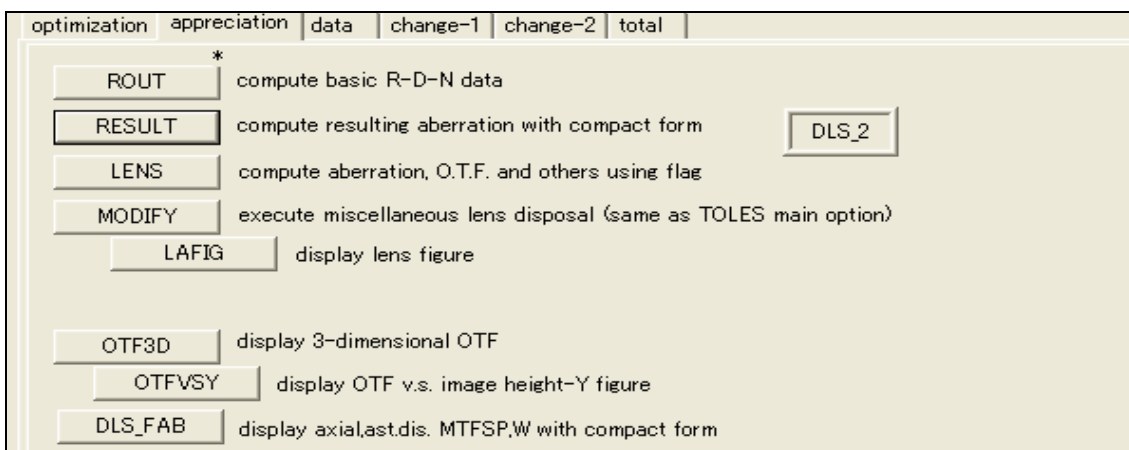 optimization appreciation data change-1 change-2 total
*
ROUT compute basic R-D-N data
RESULT compute resulting aberration with compact form DLS_2
LENS compute aberration, O.T.F. and others using flag
MODIFY execute miscellaneous lens disposal (same as TOLES main option)
LAFIG display lens figure
OTF3D display 3-dimensional OTF
OTFVSY display OTF v.s. image height-Y figure
DLS_FAB display axial,ast.dis. MTFSP,W with compact form